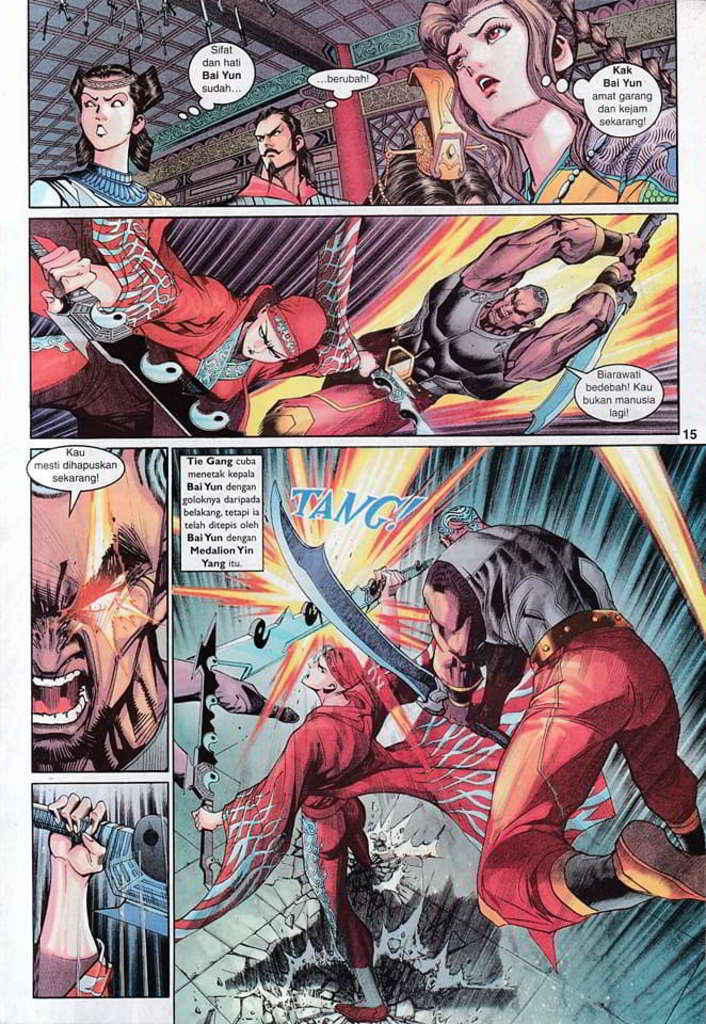 Sifat
dan hati
Bai Yun
sudah...
...berubah!
Kak
Bai Yun
amat garang
dan kejam
sekarang!
Biarawati
bedebah! Kau
bukan manusia
lagi!
15
Kau
mesti dihapuskan
sekarang!
Tie Gang cuba
menetak kepala
Bai Yun dengan
goloknya daripada
belakang, tetapi ia
telah ditepis oleh
Bai Yun dengan
Medalion Yin
Yang itu.
TANG!